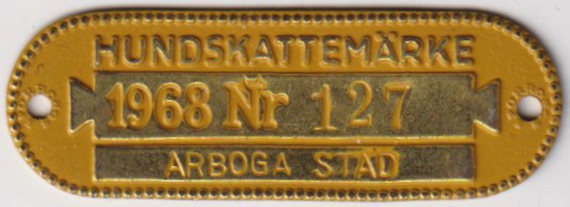 HUNDSKATTEMÄRKE
1968 Nr 127
ARBOGA STAD